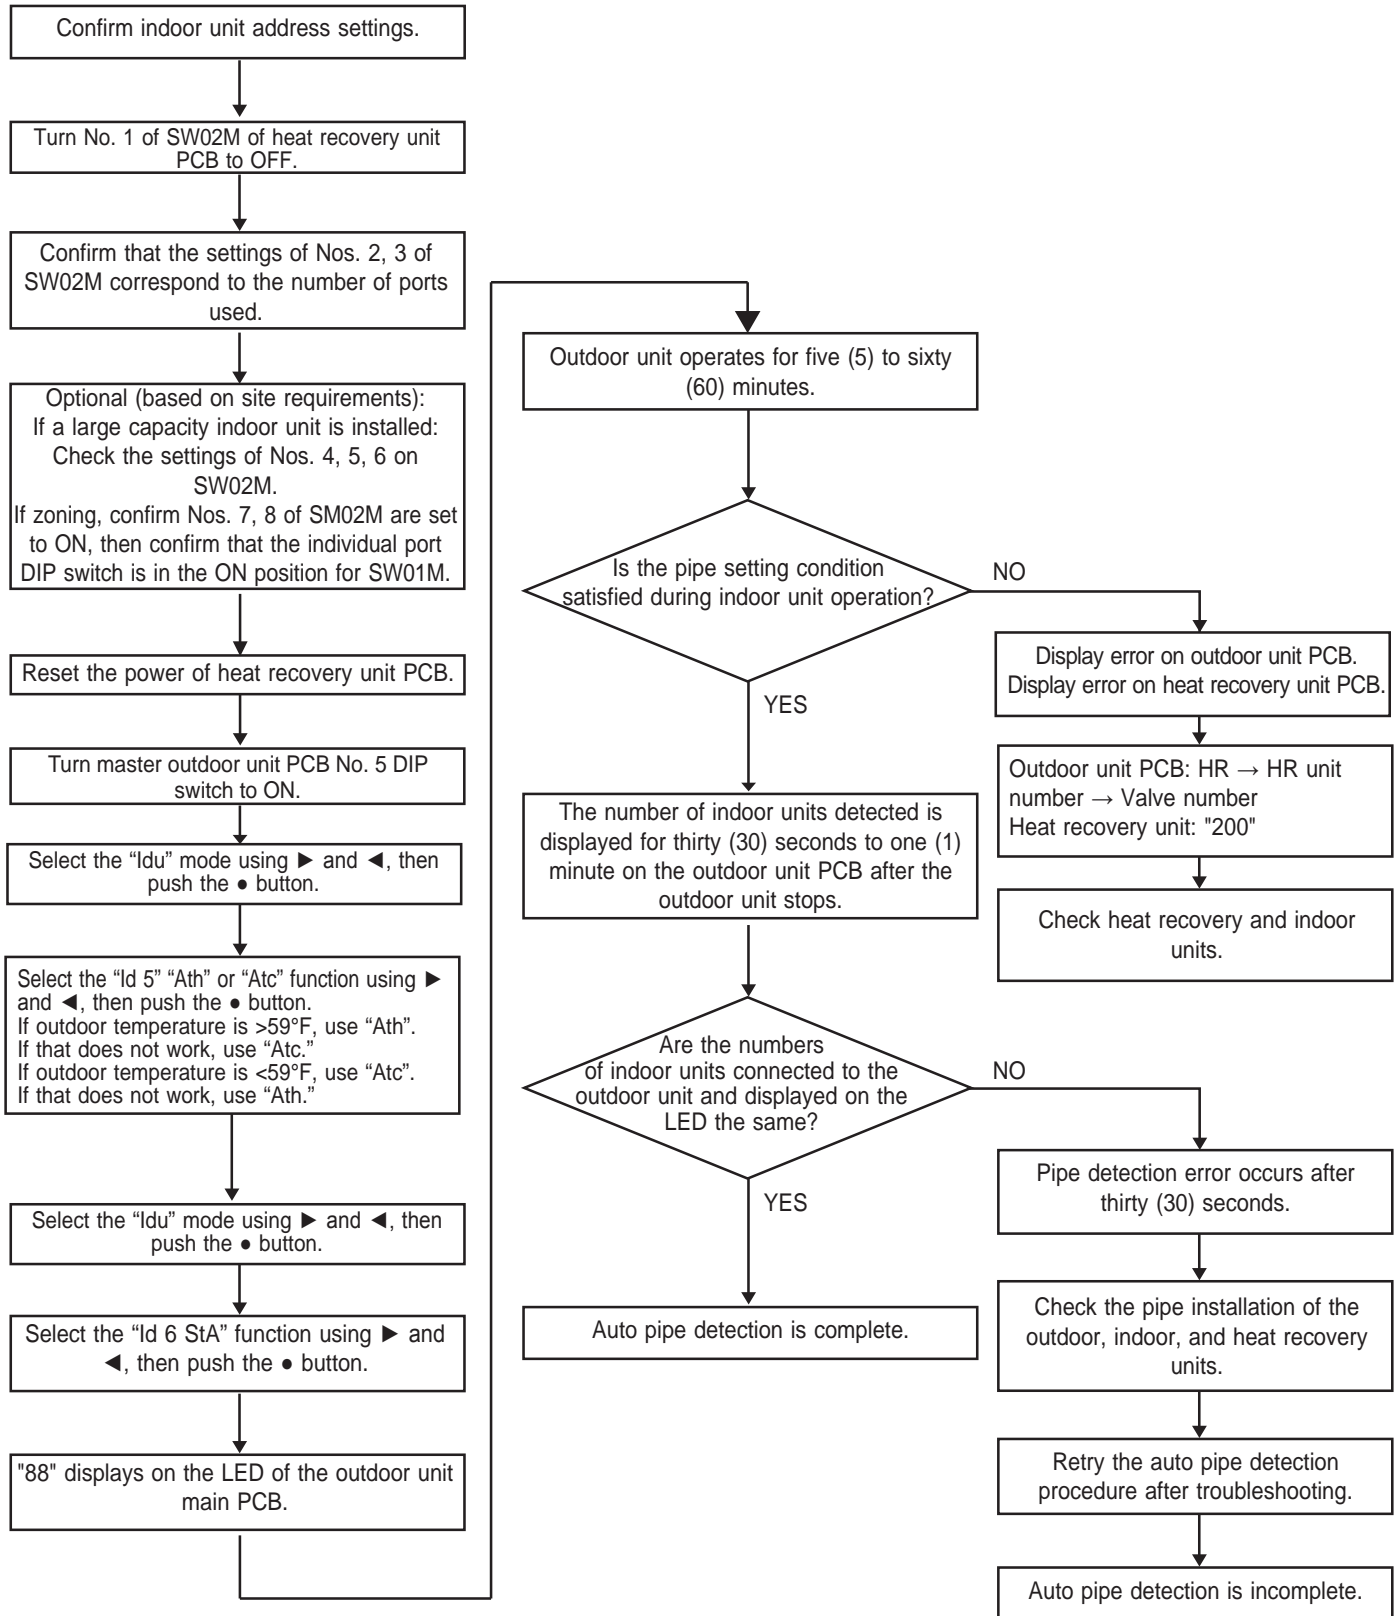 Confirm indoor unit address settings.
Turn No. 1 of SW02M of heat recovery unit
PCB to OFF.
Confirm that the settings of Nos. 2, 3 of
SW02M correspond to the number of ports
used.
Optional (based on site requirements):
If a large capacity indoor unit is installed:
Check the settings of Nos. 4, 5, 6 on
SW02M.
If zoning, confirm Nos. 7, 8 of SM02M are set
to ON, then confirm that the individual port
DIP switch is in the ON position for SW01M.
Reset the power of heat recovery unit PCB.
Turn master outdoor unit PCB No. 5 DIP
switch to ON.
Select the “Idu” mode using ► and ◄, then
push the ● button.
Select the “Id 5” “Ath” or “Atc” function using ►
and ◄, then push the ● button.
If outdoor temperature is >59°F, use “Ath”.
If that does not work, use “Atc.”
If outdoor temperature is <59°F, use “Atc”.
If that does not work, use “Ath.”
Select the “Idu” mode using ► and ◄, then
push the ● button.
Select the “Id 6 StA” function using ► and
◄, then push the ● button.
"88" displays on the LED of the outdoor unit
main PCB.
Outdoor unit operates for five (5) to sixty
(60) minutes.
Is the pipe setting condition
satisfied during indoor unit operation?
NO
YES
Display error on outdoor unit PCB.
Display error on heat recovery unit PCB.
Outdoor unit PCB: HR → HR unit
number → Valve number
Heat recovery unit: "200"
Check heat recovery and indoor
units.
The number of indoor units detected is
displayed for thirty (30) seconds to one (1)
minute on the outdoor unit PCB after the
outdoor unit stops.
Are the numbers
of indoor units connected to the
outdoor unit and displayed on the
LED the same?
NO
YES
Auto pipe detection is complete.
Pipe detection error occurs after
thirty (30) seconds.
Check the pipe installation of the
outdoor, indoor, and heat recovery
units.
Retry the auto pipe detection
procedure after troubleshooting.
Auto pipe detection is incomplete.